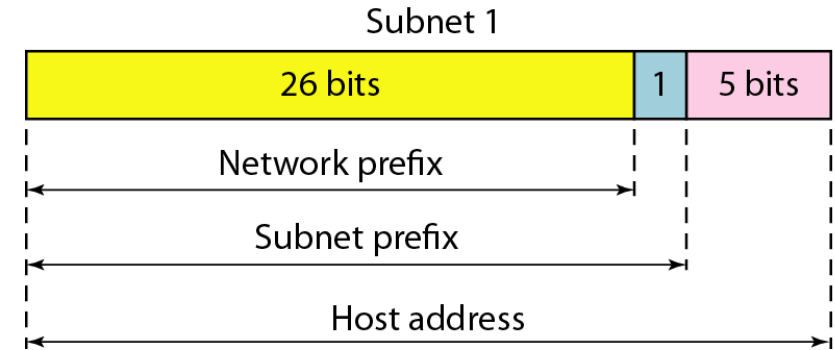 Subnet 1
26 bits 1 5 bits
Network prefix
Subnet prefix
Host address